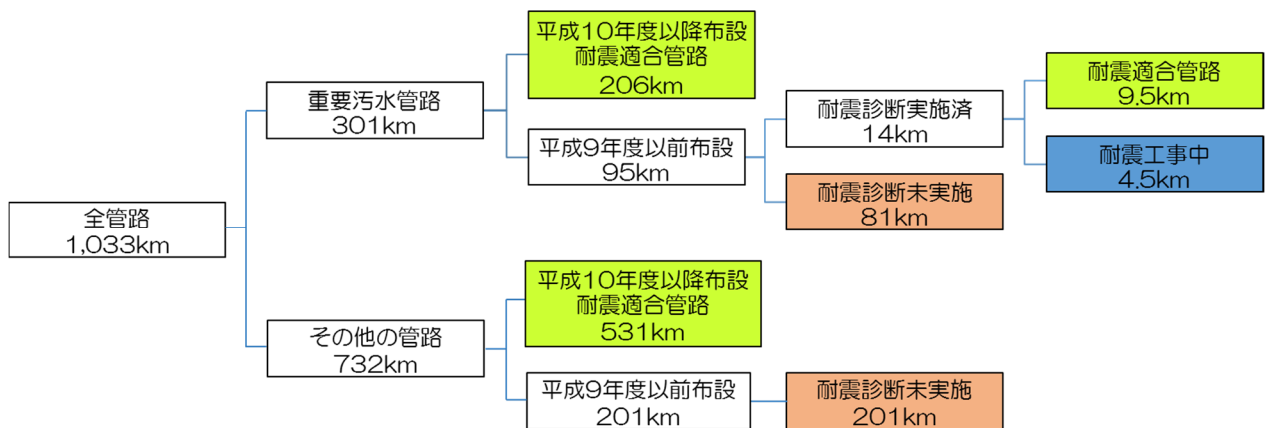 全管路
1,033km
重要汚水管路
301km
平成10年度以降布設
耐震適合管路
206km
平成9年度以前布設
95km
耐震診断実施済
14km
耐震適合管路
9.5km
耐震工事中
4.5km
耐震診断未実施
81km
その他の管路
732km
平成10年度以降布設
耐震適合管路
531km
平成9年度以前布設
201km
耐震診断未実施
201km